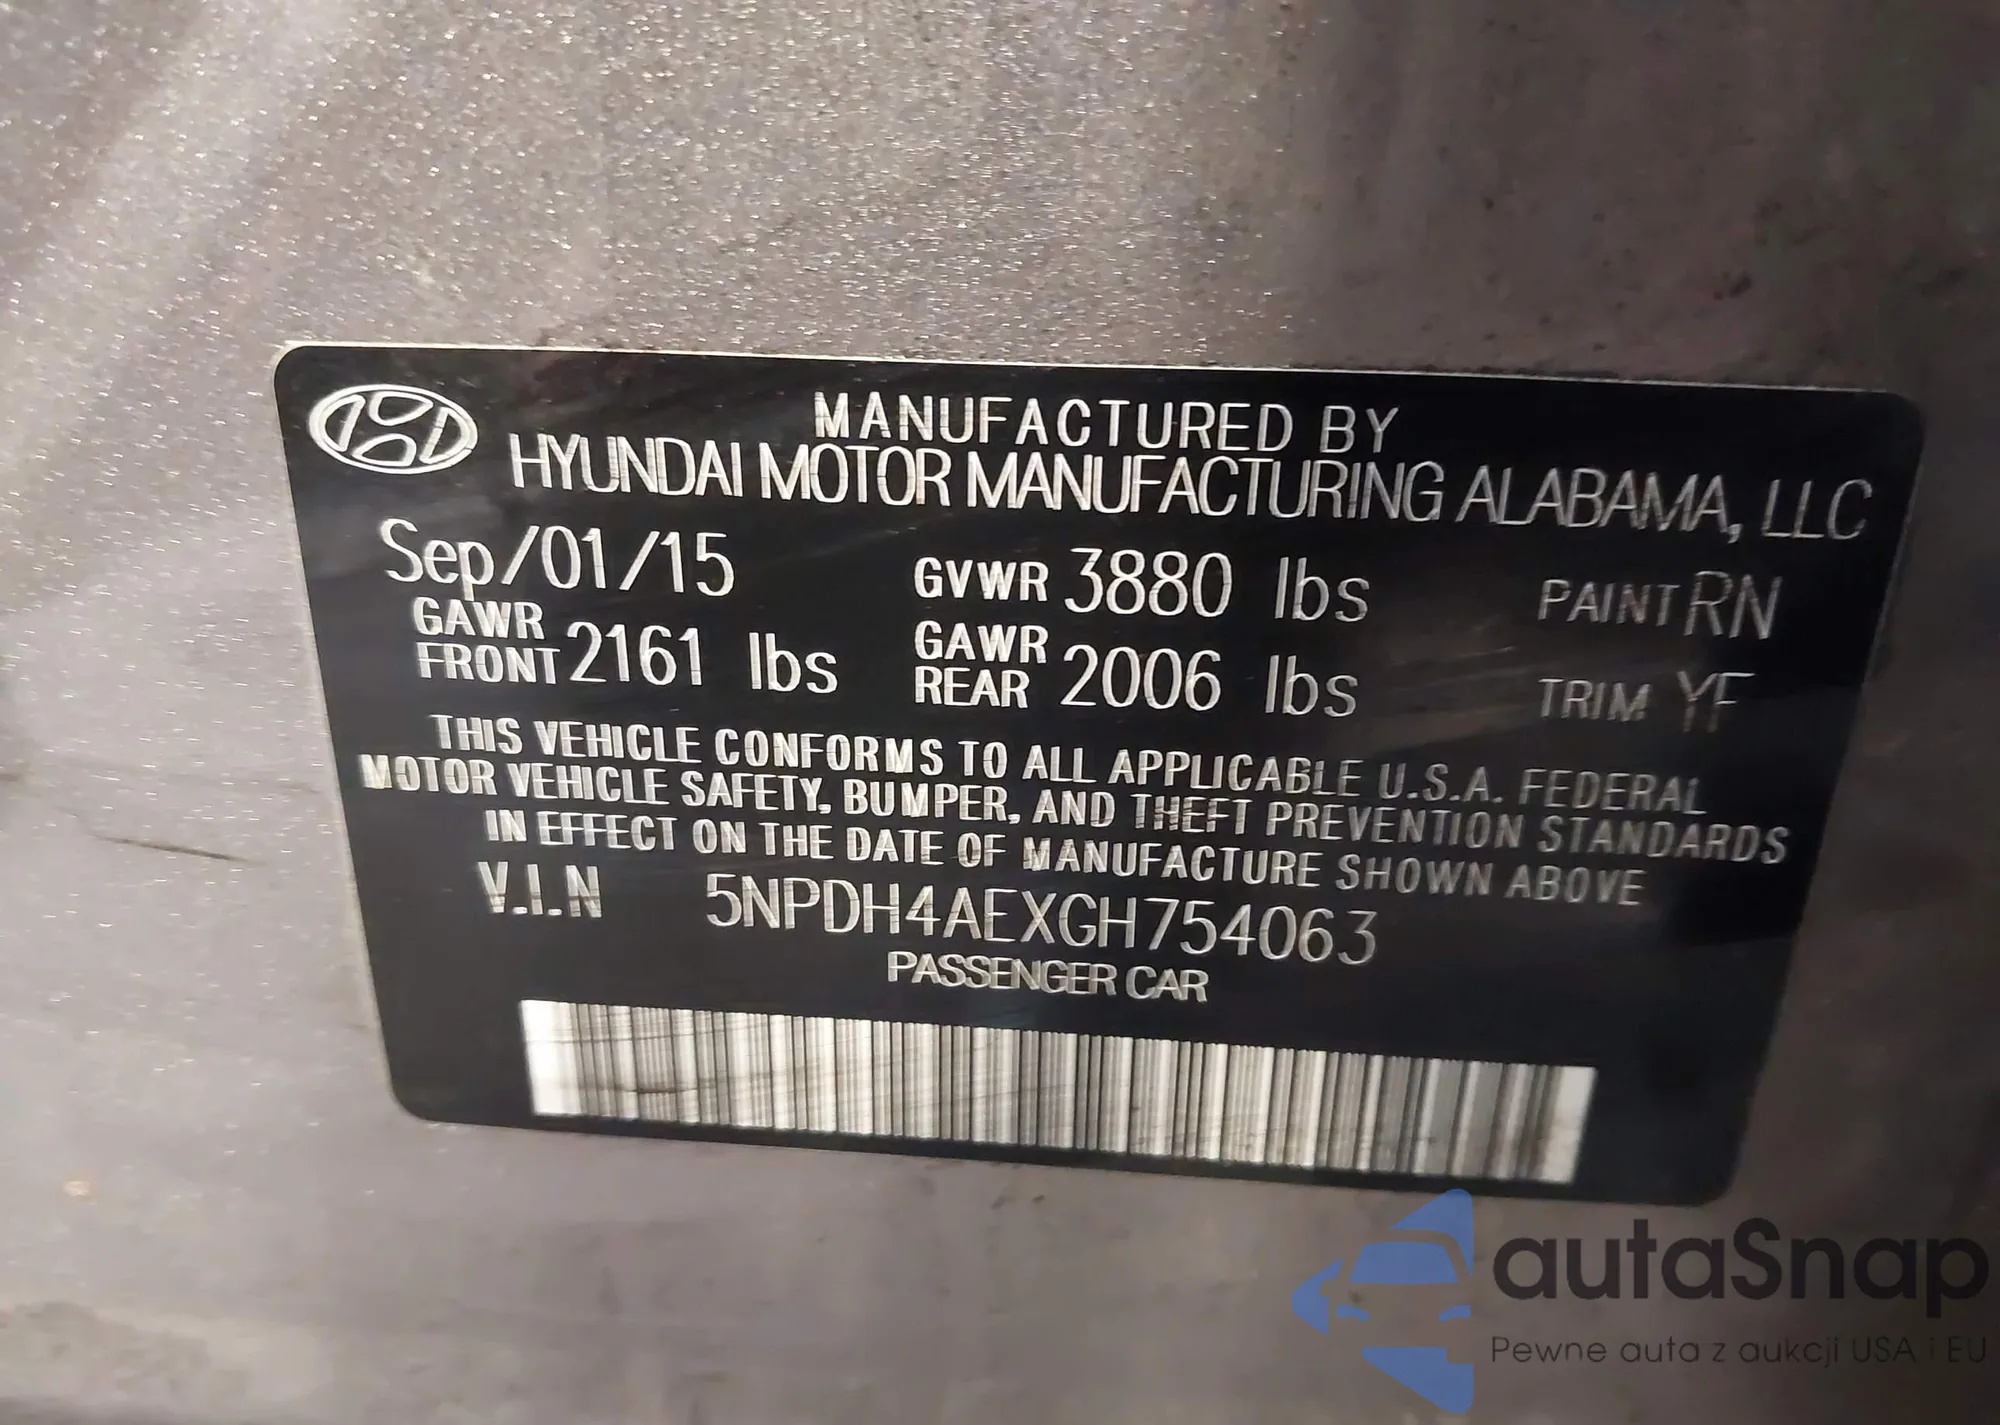 MANUFACTURED BY
HYUNDAI MOTOR MANUFACTURING ALABAMA, LLC
Sep/01/15 GVWR 3880 lbs PAINT RN
GAWR FRONT 2161 lbs GAWR REAR 2006 lbs TRIM YF
THIS VEHICLE CONFORMS TO ALL APPLICABLE U.S.A. FEDERAL
MOTOR VEHICLE SAFETY, BUMPER, AND THEFT PREVENTION STANDARDS
IN EFFECT ON THE DATE OF MANUFACTURE SHOWN ABOVE
V.I.N 5NPDH4AEXGH754063
PASSENGER CAR
autaSnap
Pewne auta z aukcji USA i EU